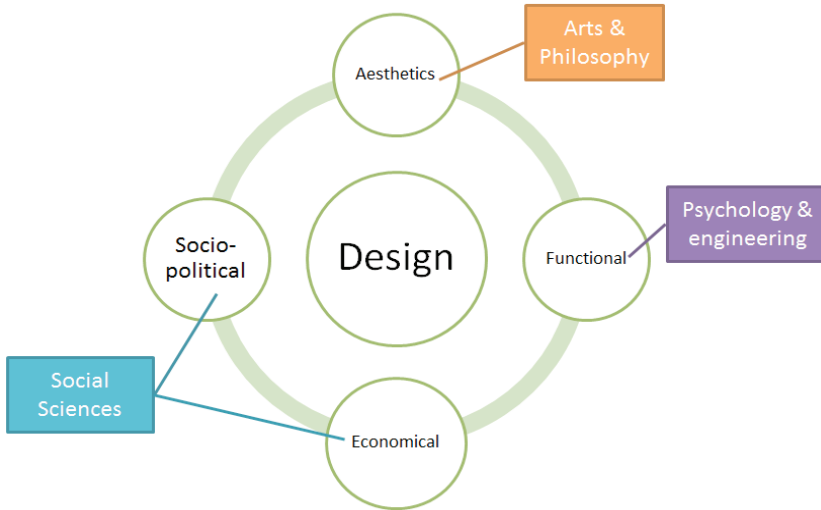 Arts &
Philosophy
Aesthetics
Psychology &
engineering
Socio-
political
Design
Functional
Social
Sciences
Economical